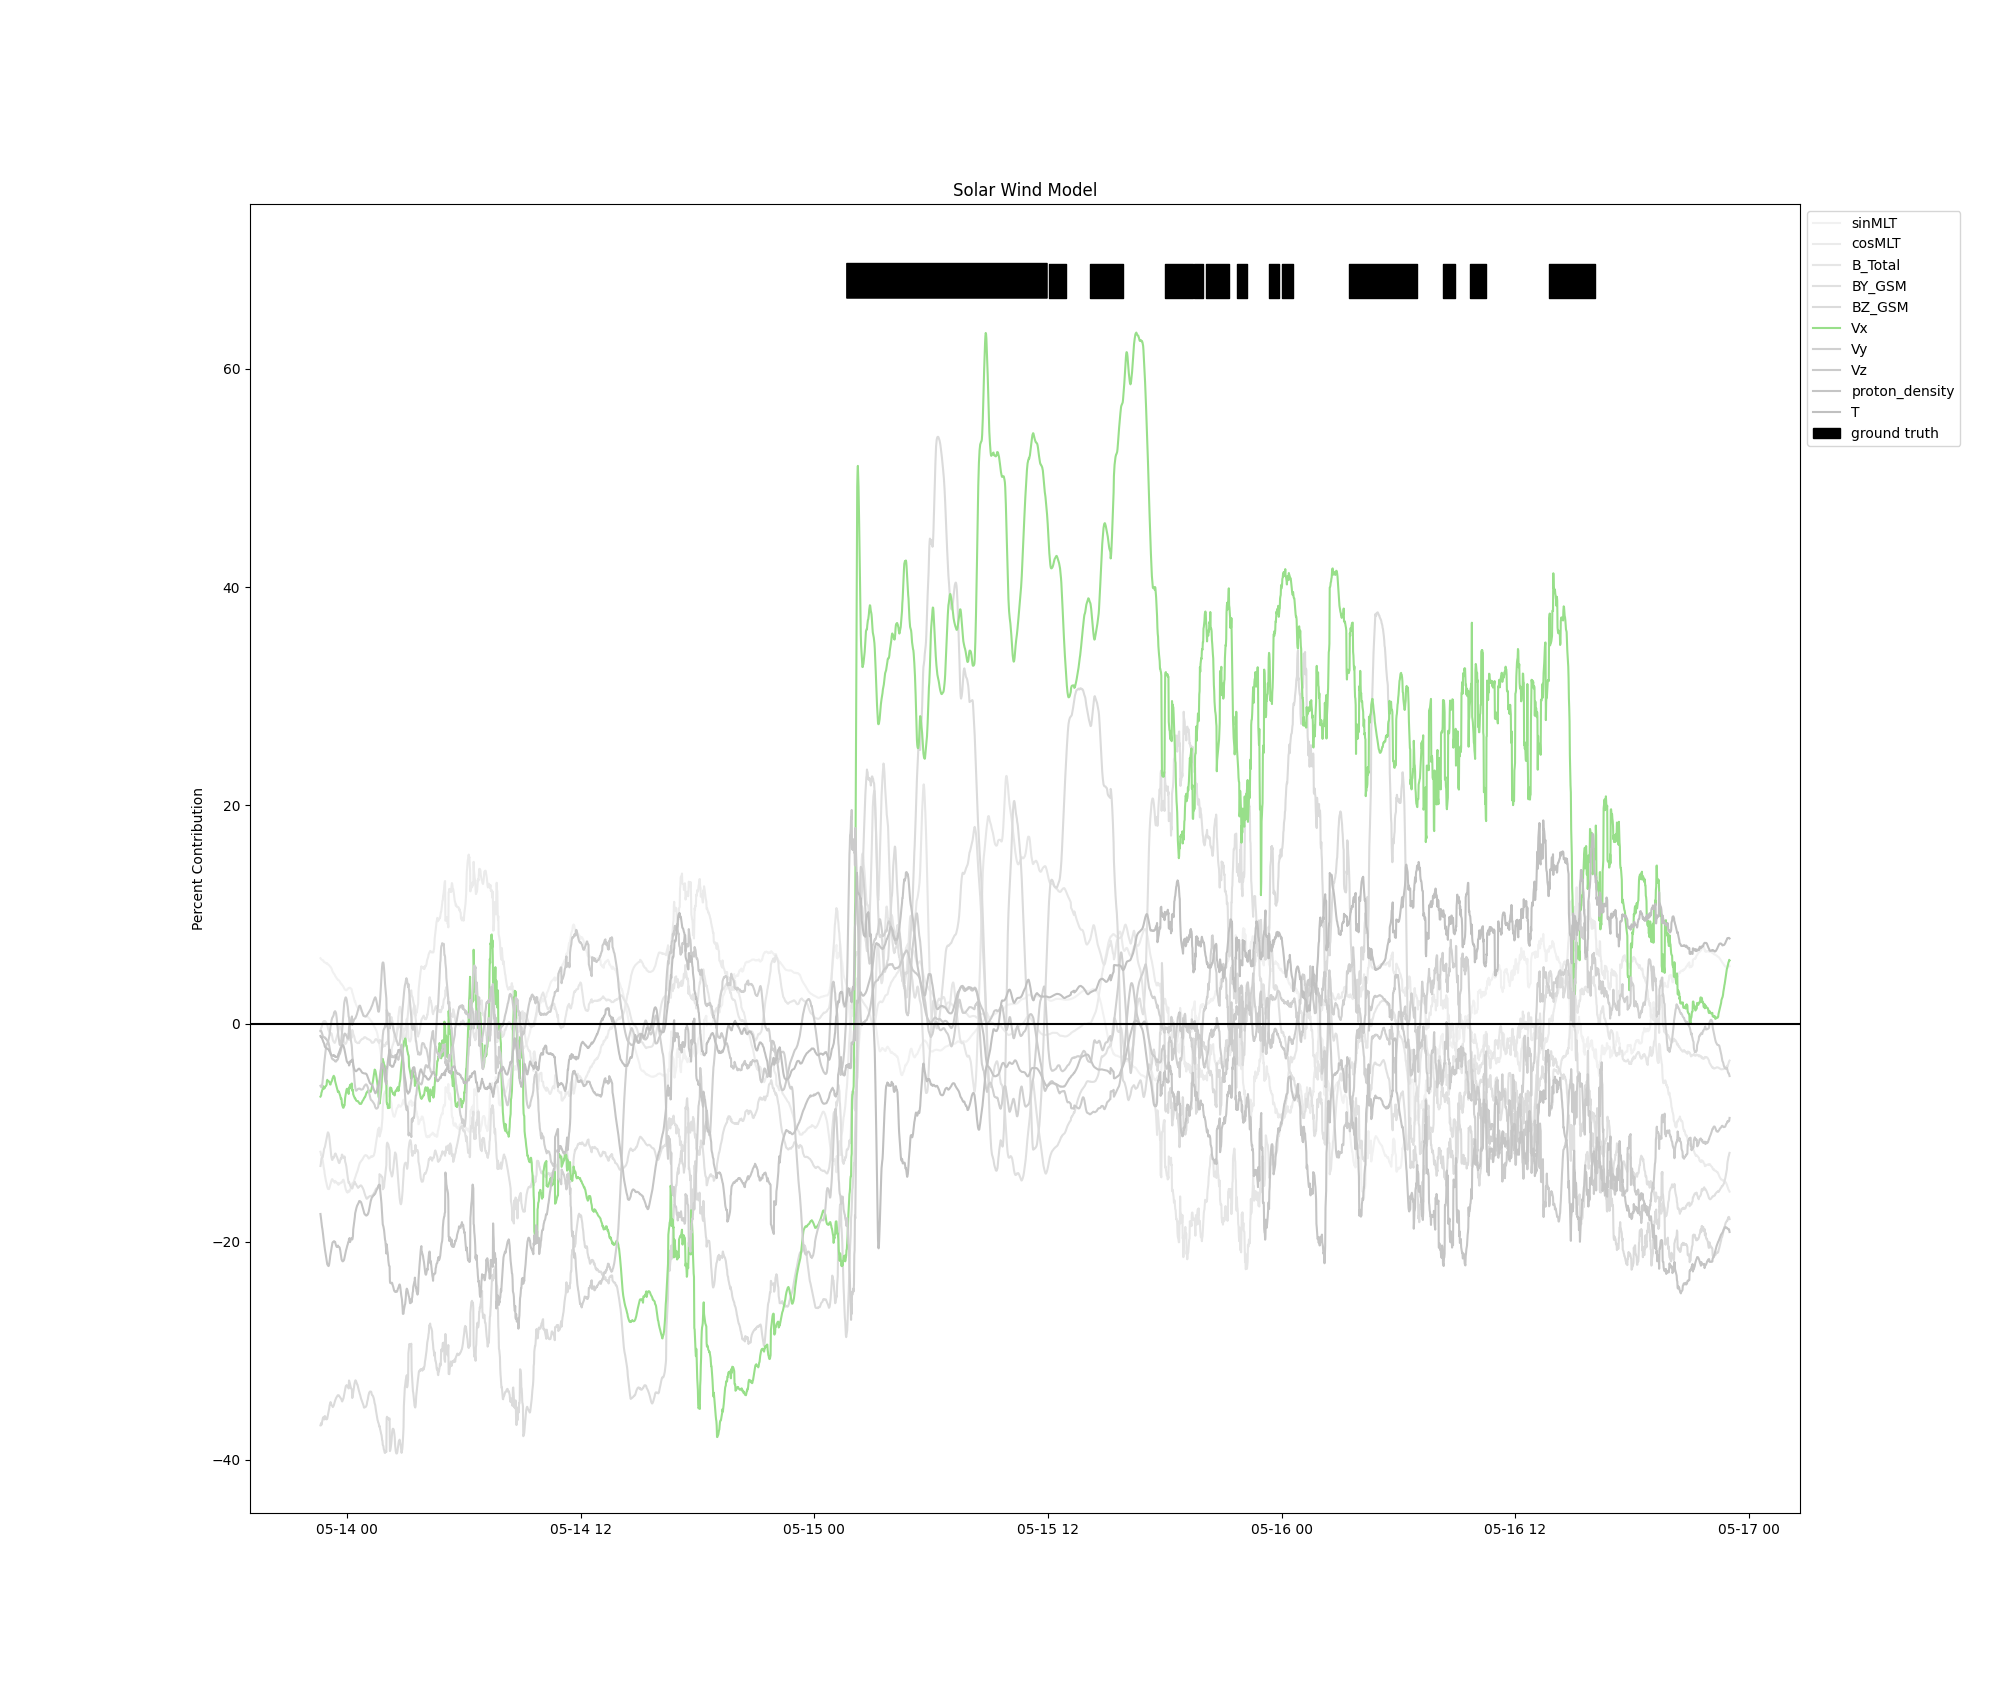 Solar Wind Model
sinMLT
cosMLT
B_Total
BY_GSM
BZ_GSM
Vx
Vy
Vz
proton_density
T
ground truth
Percent Contribution
60
40
20
0
−20
−40
05-14 00
05-14 12
05-15 00
05-15 12
05-16 00
05-16 12
05-17 00